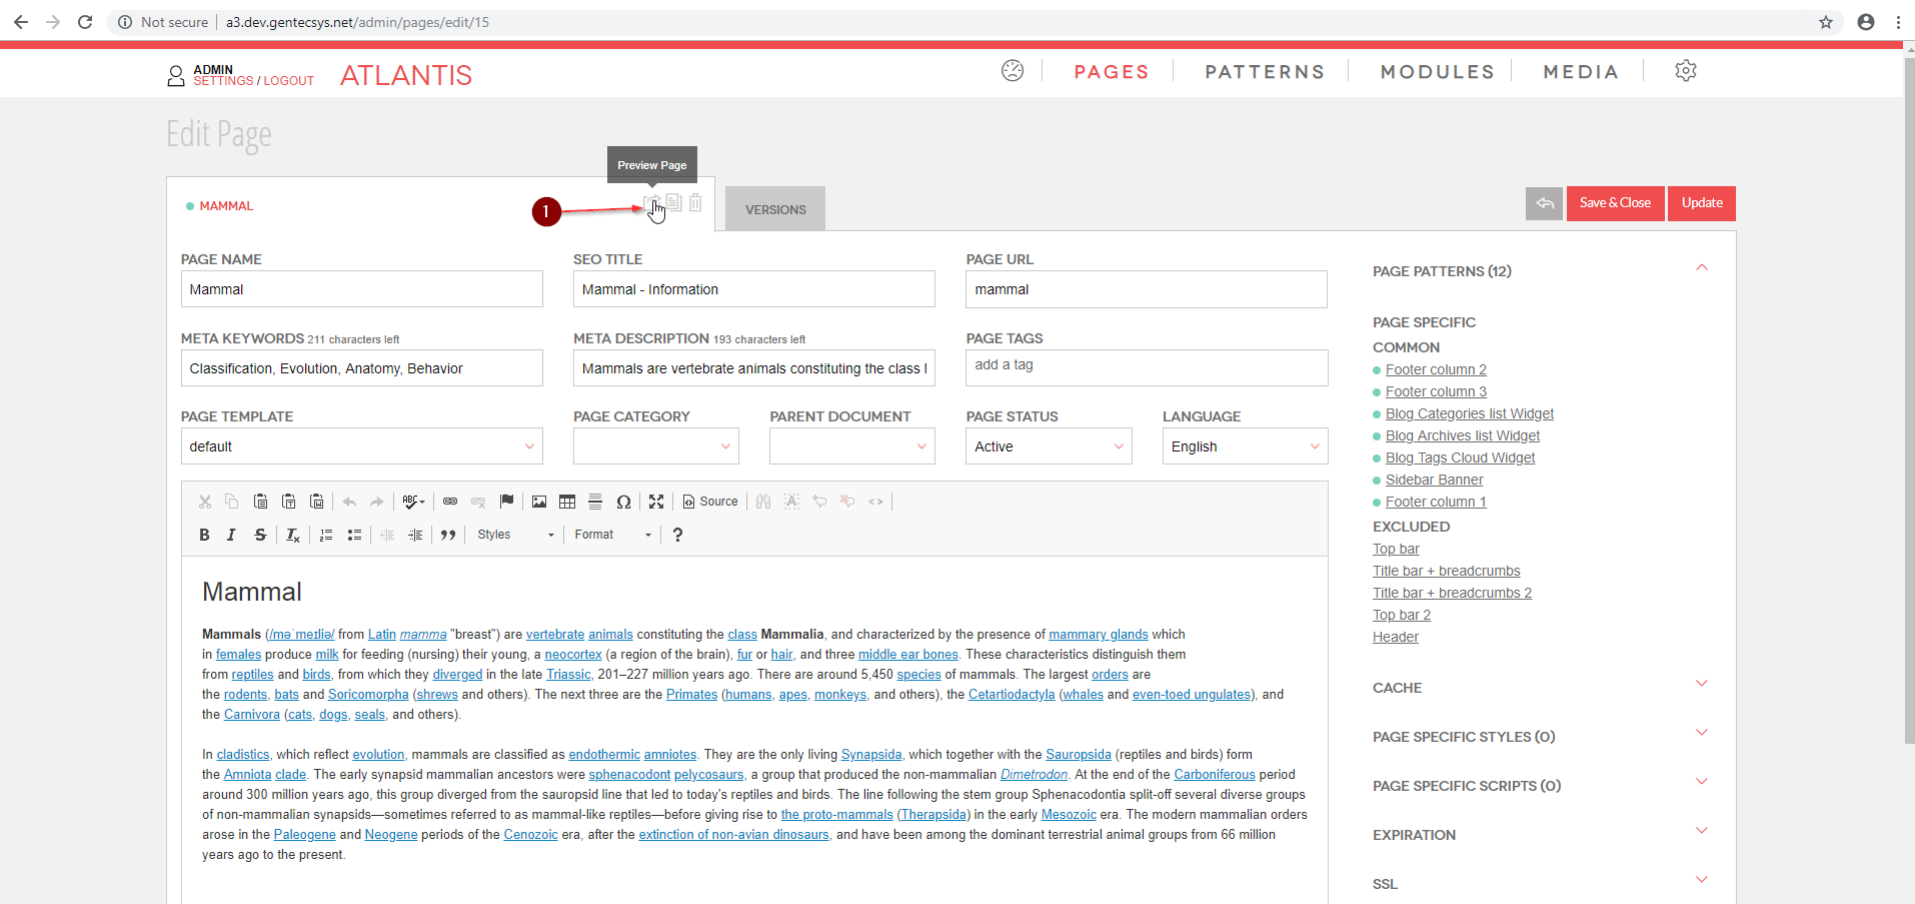 Not secure | a3.dev.gentecsys.net/admin/pages/edit/15
ADMIN
SETTINGS / LOGOUT
ATLANTIS
PAGES
PATTERNS
MODULES
MEDIA
Edit Page
Preview Page
MAMMAL
1
VERSIONS
Save & Close
Update
PAGE NAME
Mammal
SEO TITLE
Mammal - Information
PAGE URL
mammal
META KEYWORDS 211 characters left
Classification, Evolution, Anatomy, Behavior
META DESCRIPTION 193 characters left
Mammals are vertebrate animals constituting the class
PAGE TAGS
add a tag
PAGE TEMPLATE
default
PAGE CATEGORY
PARENT DOCUMENT
PAGE STATUS
Active
LANGUAGE
English
ABC
Source
Styles
Format
Mammal
Mammals (/məˈmeɪliə/ from Latin mamma "breast") are vertebrate animals constituting the class Mammalia, and characterized by the presence of mammary glands which
in females produce milk for feeding (nursing) their young, a neocortex (a region of the brain), fur or hair, and three middle ear bones. These characteristics distinguish them
from reptiles and birds, from which they diverged in the late Triassic, 201–227 million years ago. There are around 5,450 species of mammals. The largest orders are
the rodents, bats and Soricomorpha (shrews and others). The next three are the Primates (humans, apes, monkeys, and others), the Cetartiodactyla (whales and even-toed ungulates), and
the Carnivora (cats, dogs, seals, and others).
In cladistics, which reflect evolution, mammals are classified as endothermic amniotes. They are the only living Synapsida, which together with the Sauropsida (reptiles and birds) form
the Amniota clade. The early synapsid mammalian ancestors were sphenacodont pelycosaurs, a group that produced the non-mammalian Dimetrodon. At the end of the Carboniferous period
around 300 million years ago, this group diverged from the sauropsid line that led to today's reptiles and birds. The line following the stem group Sphenacodontia split-off several diverse groups
of non-mammalian synapsids—sometimes referred to as mammal-like reptiles—before giving rise to the proto-mammals (Therapsida) in the early Mesozoic era. The modern mammalian orders
arose in the Paleogene and Neogene periods of the Cenozoic era, after the extinction of non-avian dinosaurs, and have been among the dominant terrestrial animal groups from 66 million
years ago to the present.
PAGE PATTERNS (12)
PAGE SPECIFIC
COMMON
Footer column 2
Footer column 3
Blog Categories list Widget
Blog Archives list Widget
Blog Tags Cloud Widget
Sidebar Banner
Footer column 1
EXCLUDED
Top bar
Title bar + breadcrumbs
Title bar + breadcrumbs 2
Top bar 2
Header
CACHE
PAGE SPECIFIC STYLES (0)
PAGE SPECIFIC SCRIPTS (0)
EXPIRATION
SSL